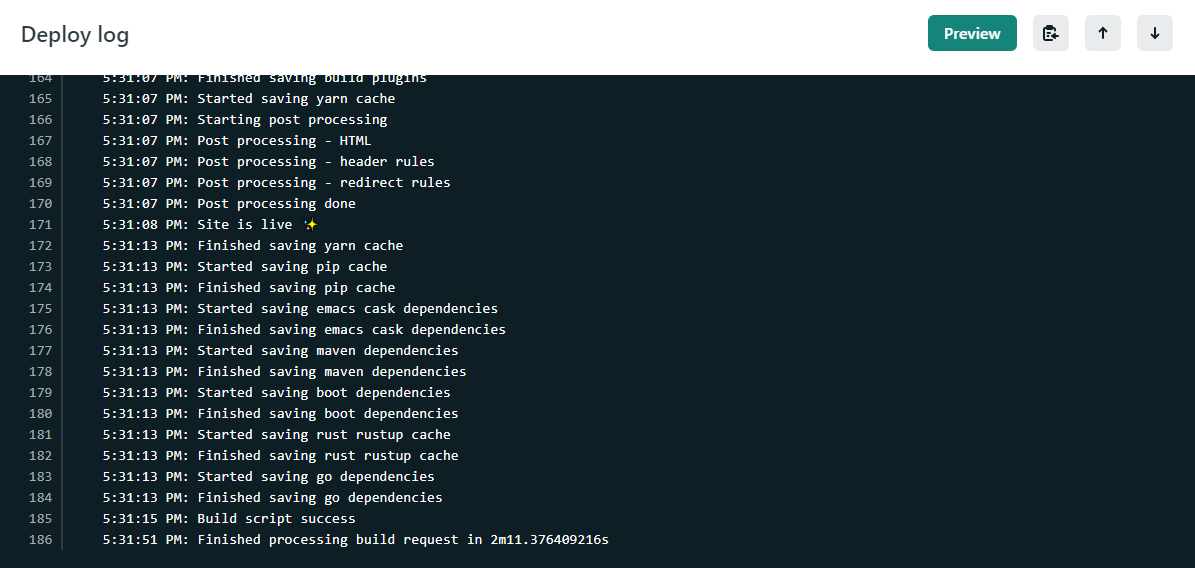 Deploy log
Preview
164 5:31:07 PM: Finished saving build plugins
165 5:31:07 PM: Started saving yarn cache
166 5:31:07 PM: Starting post processing
167 5:31:07 PM: Post processing - HTML
168 5:31:07 PM: Post processing - header rules
169 5:31:07 PM: Post processing - redirect rules
170 5:31:07 PM: Post processing done
171 5:31:08 PM: Site is live ✨
172 5:31:13 PM: Finished saving yarn cache
173 5:31:13 PM: Started saving pip cache
174 5:31:13 PM: Finished saving pip cache
175 5:31:13 PM: Started saving emacs cask dependencies
176 5:31:13 PM: Finished saving emacs cask dependencies
177 5:31:13 PM: Started saving maven dependencies
178 5:31:13 PM: Finished saving maven dependencies
179 5:31:13 PM: Started saving boot dependencies
180 5:31:13 PM: Finished saving boot dependencies
181 5:31:13 PM: Started saving rust rustup cache
182 5:31:13 PM: Finished saving rust rustup cache
183 5:31:13 PM: Started saving go dependencies
184 5:31:13 PM: Finished saving go dependencies
185 5:31:15 PM: Build script success
186 5:31:51 PM: Finished processing build request in 2m11.376409216s